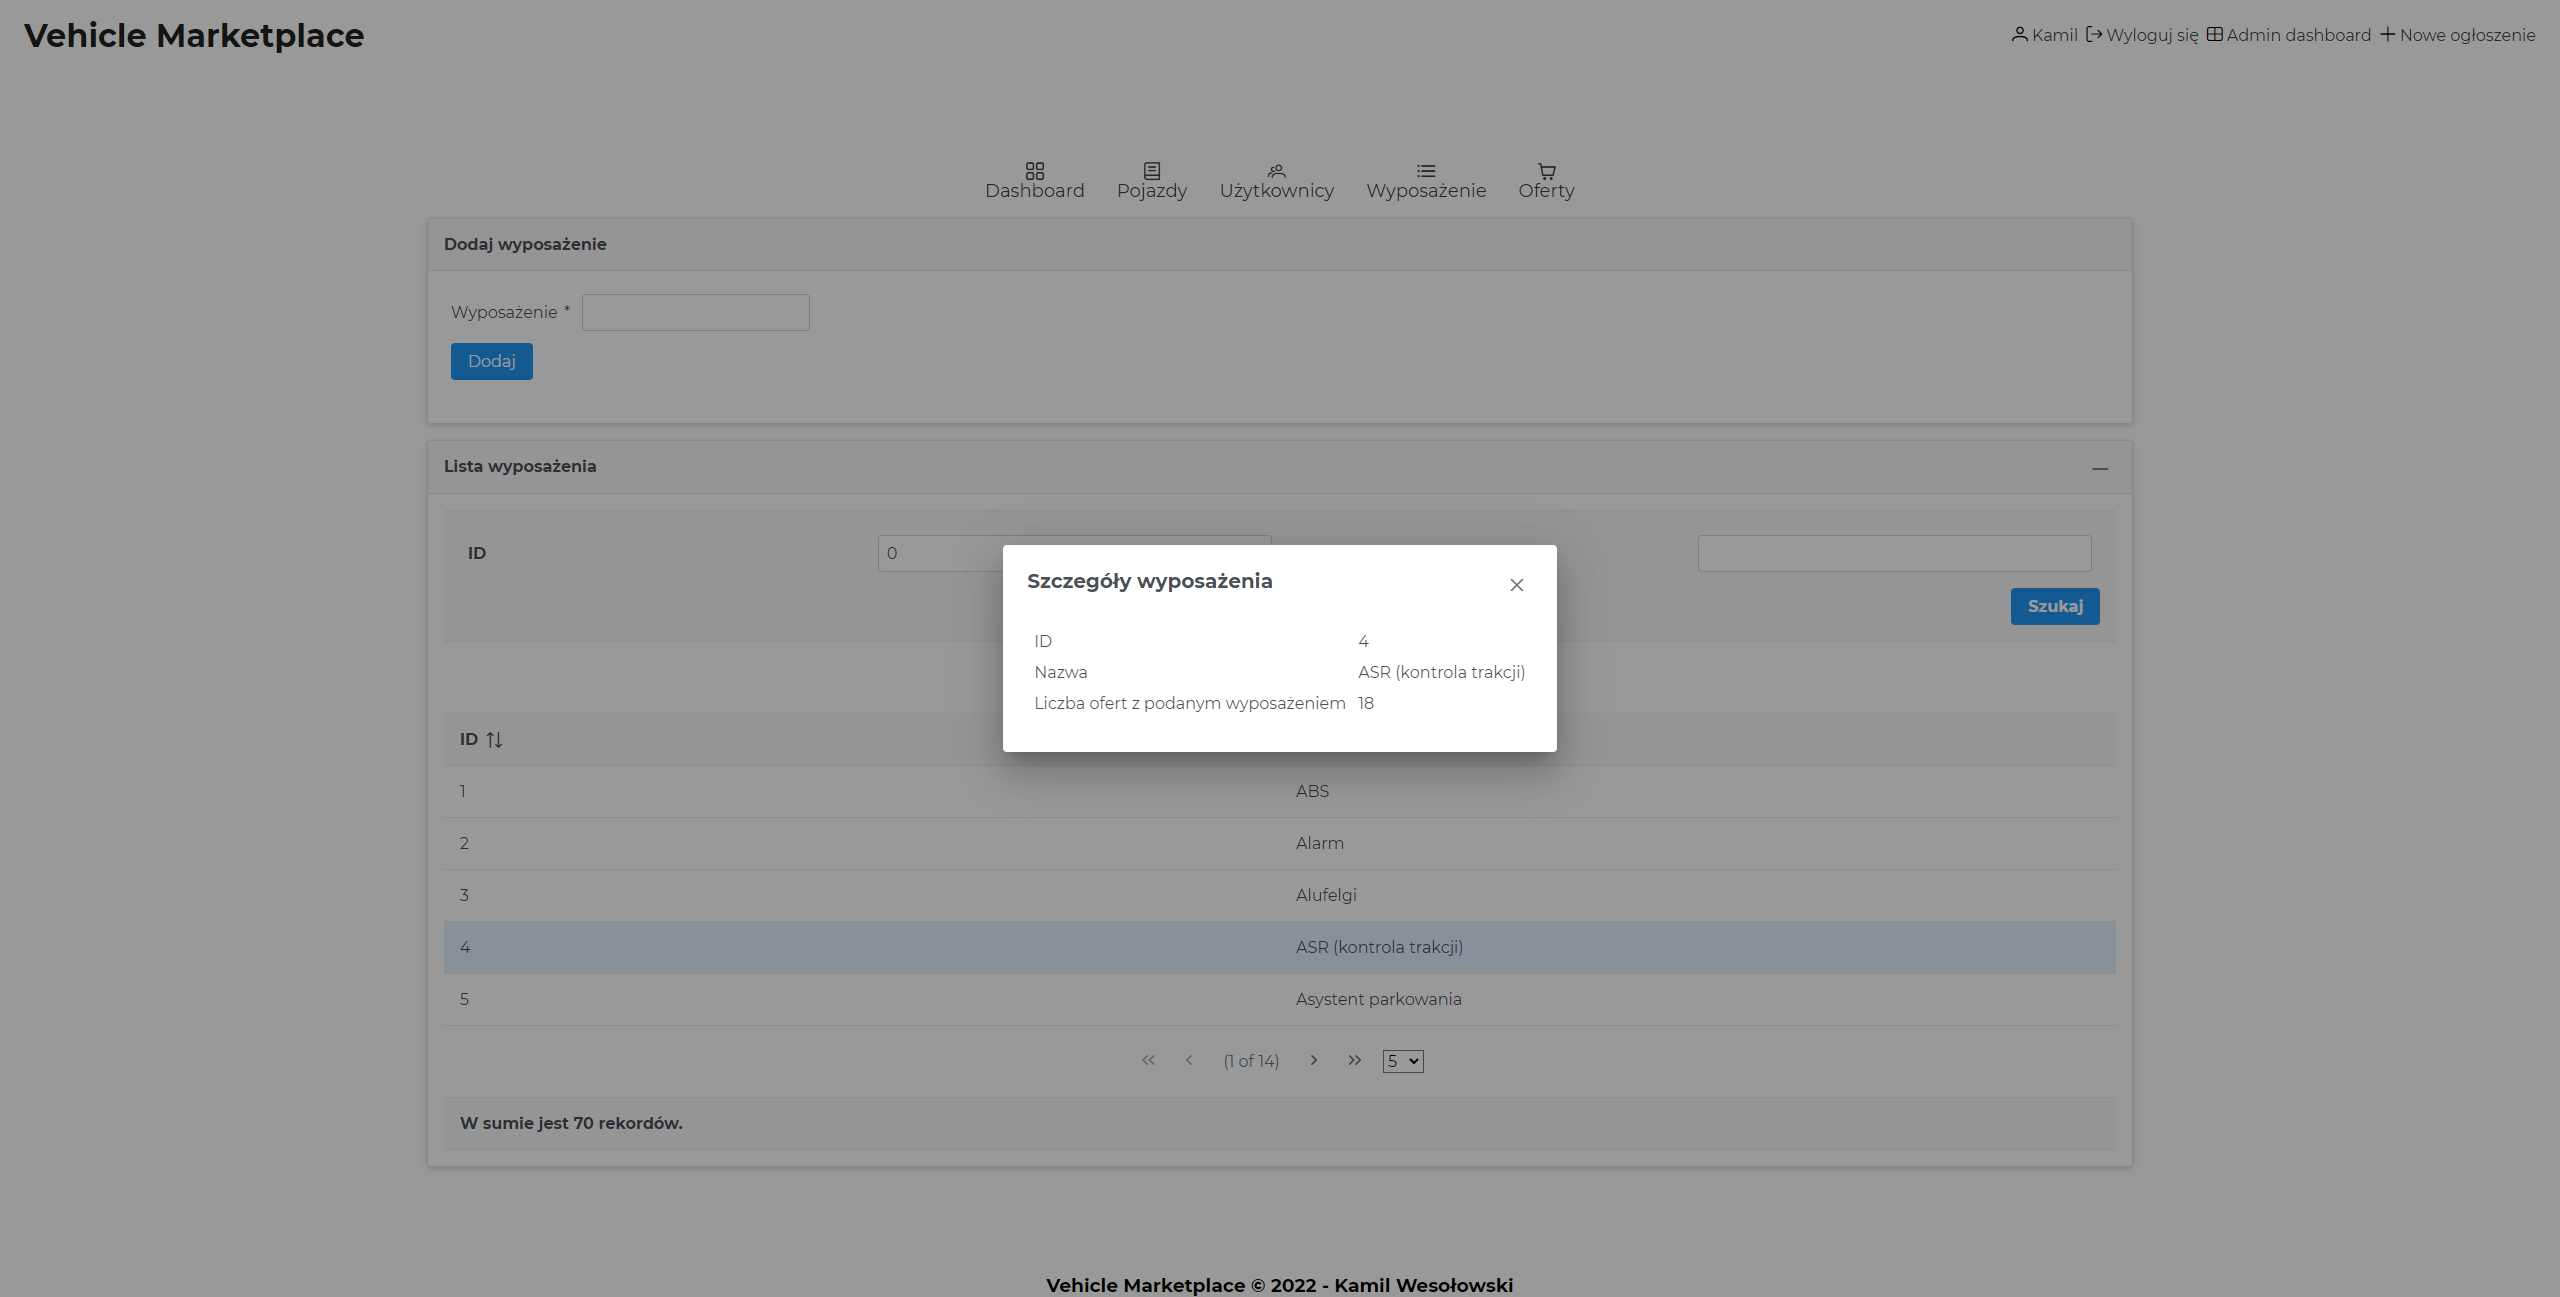 Vehicle Marketplace
Kamil Wyloguj się Admin dashboard Nowe ogłoszenie
Dashboard Pojazdy Użytkownicy Wyposażenie Oferty
Dodaj wyposażenie
Wyposażenie *
Dodaj
Lista wyposażenia
ID 0
Szukaj
Szczegóły wyposażenia
ID 4
Nazwa ASR (kontrola trakcji)
Liczba ofert z podanym wyposażeniem 18
ID
1 ABS
2 Alarm
3 Alufelgi
4 ASR (kontrola trakcji)
5 Asystent parkowania
(1 of 14) 5
W sumie jest 70 rekordów.
Vehicle Marketplace © 2022 - Kamil Wesołowski